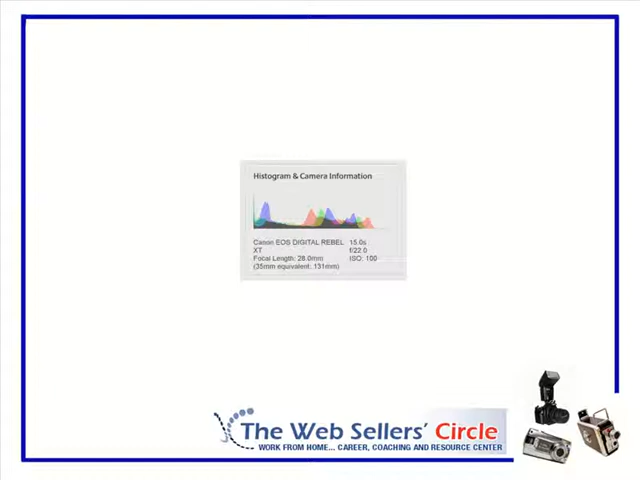 Histogram & Camera Information
Canon EOS DIGITAL REBEL 15.0s
XT f/22.0
Focal Length: 28.0mm ISO: 100
(35mm equivalent: 131mm)
The Web Sellers' Circle
WORK FROM HOME... CAREER, COACHING AND RESOURCE CENTER